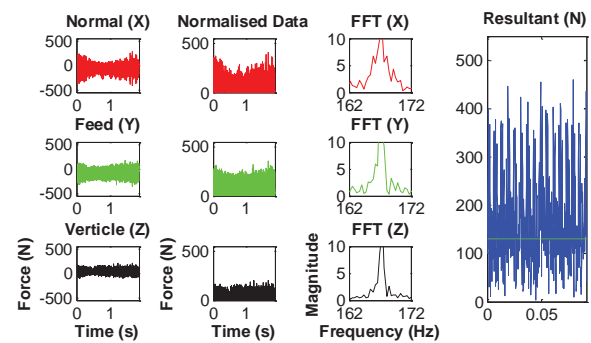 Normal (X)
Normalised Data
FFT (X)
Resultant (N)
500
0
-500
0 1
500
0
0 1
10
5
0
162 172
500
400
300
200
100
0
0 0.05
Feed (Y)
FFT (Y)
500
0
-500
0 1
500
0
0 1
10
5
0
162 172
Verticle (Z)
FFT (Z)
Force (N)
500
0
-500
0 1
Time (s)
Force (N)
500
0
0 1
Time (s)
Magnitude
10
5
0
162 172
Frequency (Hz)